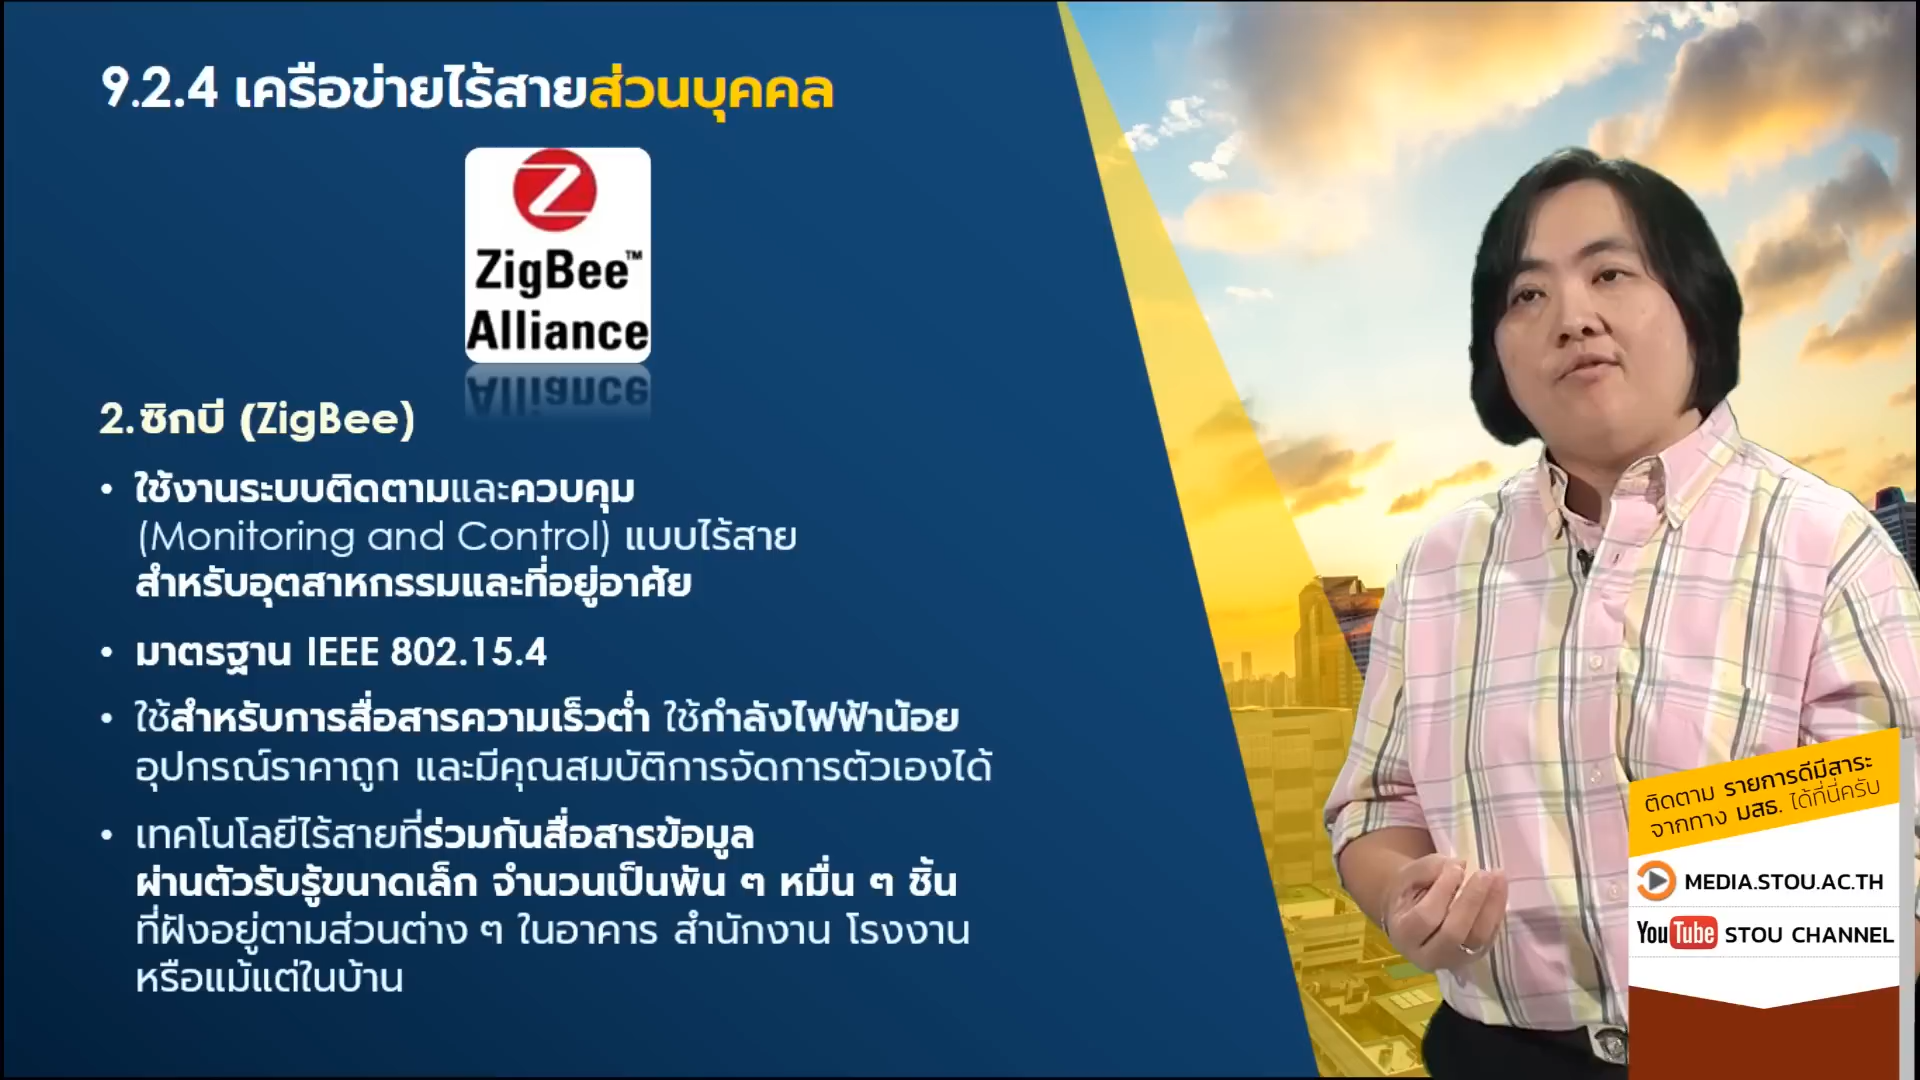 9.2.4 เครือข่ายไร้สายส่วนบุคคล
Z
ZigBee™
Alliance
2. ซิกบี (ZigBee)
• ใช้งานระบบติดตามและควบคุม
(Monitoring and Control) แบบไร้สาย
สำหรับอุตสาหกรรมและที่อยู่อาศัย
• มาตรฐาน IEEE 802.15.4
• ใช้สำหรับการสื่อสารความเร็วต่ำ ใช้กำลังไฟฟ้าน้อย
อุปกรณ์ราคาถูก และมีคุณสมบัติการจัดการตัวเองได้
• เทคโนโลยีไร้สายที่ร่วมกันสื่อสารข้อมูล
ผ่านตัวรับรู้ขนาดเล็ก จำนวนเป็นพัน ๆ หมื่น ๆ ชิ้น
ที่ฝังอยู่ตามส่วนต่าง ๆ ในอาคาร สำนักงาน โรงงาน
หรือแม้แต่ในบ้าน
ติดตาม รายการดีมีสาระ
จากทาง มสธ. ได้ที่นี่ครับ
MEDIA.STOU.AC.TH
YouTube STOU CHANNEL